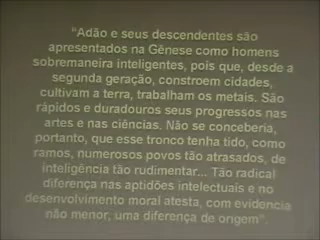 "Adão e seus descendentes são
apresentados na Gênese como homens
sobremaneira inteligentes, pois que, desde a
segunda geração, constroem cidades,
cultivam a terra, trabalham os metais. São
rápidos e duradouros seus progressos nas
artes e nas ciências. Não se conceberia,
portanto, que esse tronco tenha tido, como
ramos, numerosos povos tão atrasados, de
inteligência tão rudimentar... Tão radical
diferença nas aptidões intelectuais e no
desenvolvimento moral atesta, com evidencia
não menor, uma diferença de origem".